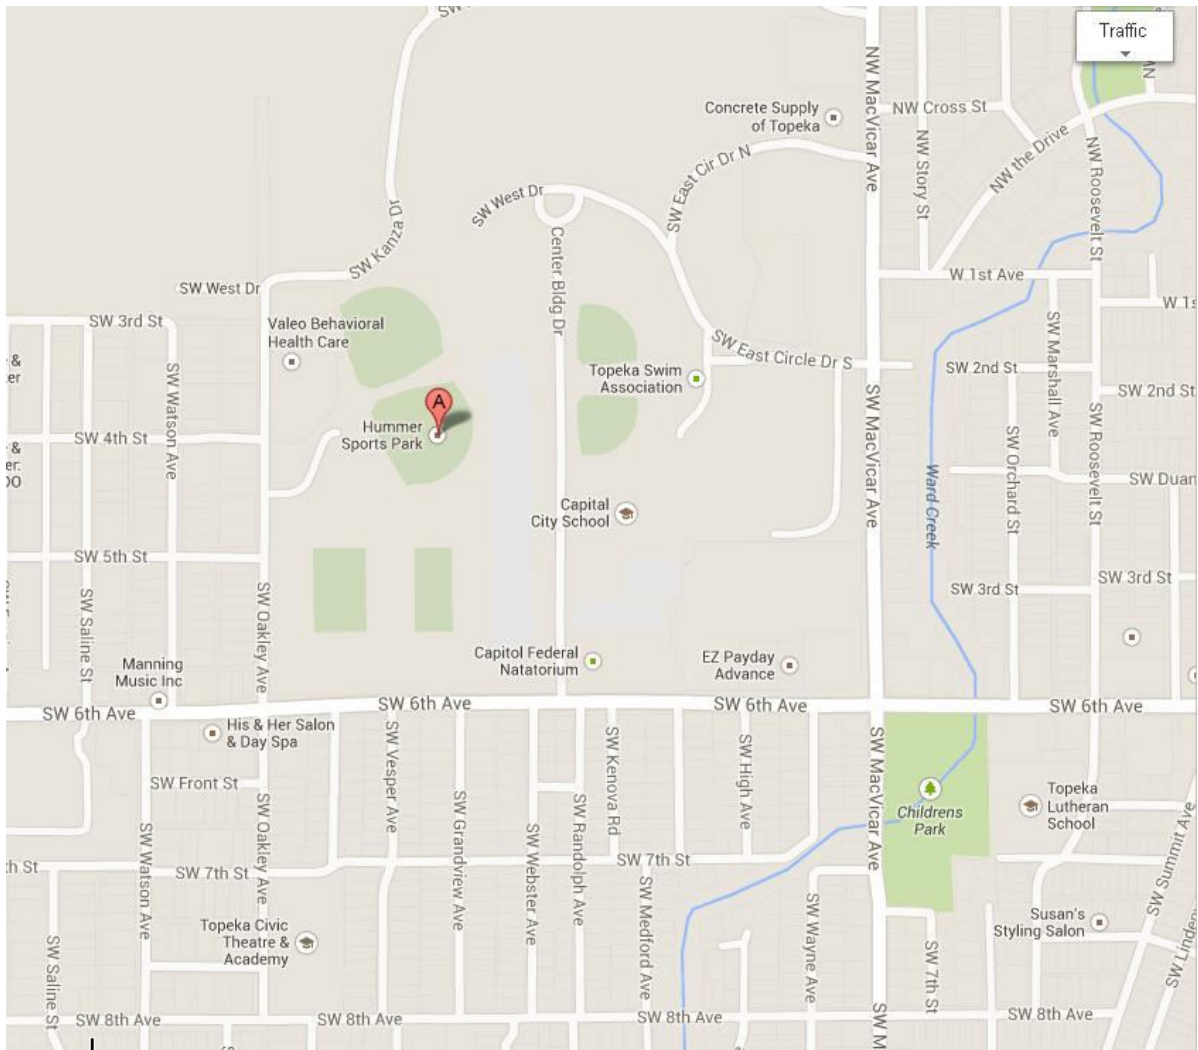 SW
Traffic
NW MacVicar Ave
Concrete Supply
of Topeka
NW Cross St
NW Story St
NW the Drive
NW Roosevelt St
SW East Cir Dr N
SW West Dr
SW Kanza Dr
Center Bldg Dr
W 1st Ave
SW West Dr
W 1s
SW 3rd St
Valeo Behavioral
Health Care
SW East Circle Dr S
SW Marshall Ave
SW 2nd St
SW 2nd St
Topeka Swim
Association
SW Watson Ave
SW MacVicar Ave
A
Hummer
Sports Park
SW 4th St
SW Orchard St
SW Roosevelt St
Ward Creek
SW Duan
Capital
City School
SW 5th St
SW 3rd St
SW 3rd St
SW Saline St
SW Oakley Ave
Capitol Federal
Natatorium
EZ Payday
Advance
Manning
Music Inc
SW 6th Ave
SW 6th Ave
SW 6th Ave
SW 6th Ave
His & Her Salon
& Day Spa
SW Vesper Ave
SW Kenova Rd
SW High Ave
SW MacVicar Ave
SW Front St
Childrens
Park
Topeka
Lutheran
School
SW Oakley Ave
SW Watson Ave
SW Grandview Ave
SW Webster Ave
SW Randolph Ave
SW Summit Ave
th St
SW 7th St
SW 7th St
SW Medford Ave
SW Wayne Ave
Susan's
Styling Salon
Topeka Civic
Theatre &
Academy
SW Saline St
SW 7th St
SW Linden
SW 8th Ave
SW 8th Ave
SW 8th Ave
SW 8th Ave
SW M